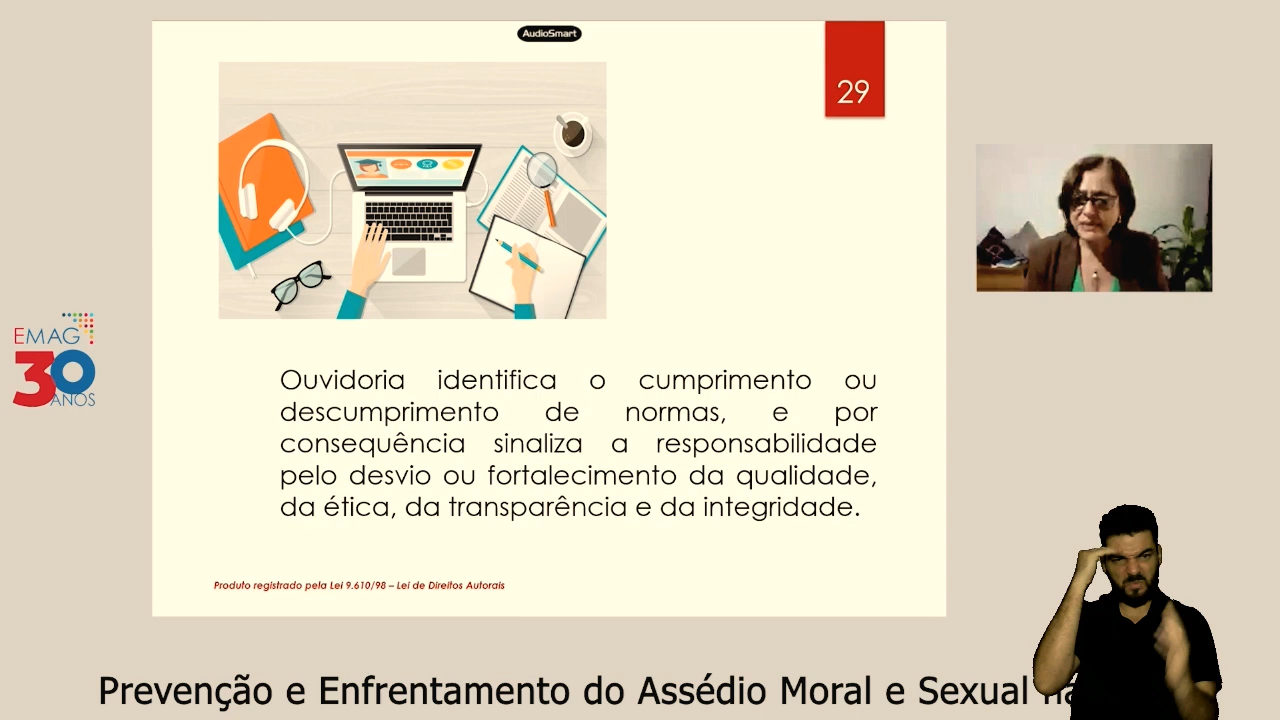 AudioSmart
29
EMAG
30
ANOS
Ouvidoria identifica o cumprimento ou
descumprimento de normas, e por
consequência sinaliza a responsabilidade
pelo desvio ou fortalecimento da qualidade,
da ética, da transparência e da integridade.
Produto registrado pela Lei 9.610/98 – Lei de Direitos Autorais
Prevenção e Enfrentamento do Assédio Moral e Sexual